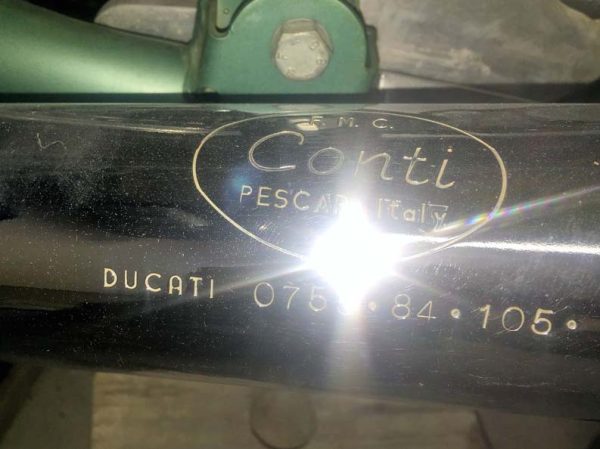 F.M.C.
Conti
Italy
DUCATI 84·105·